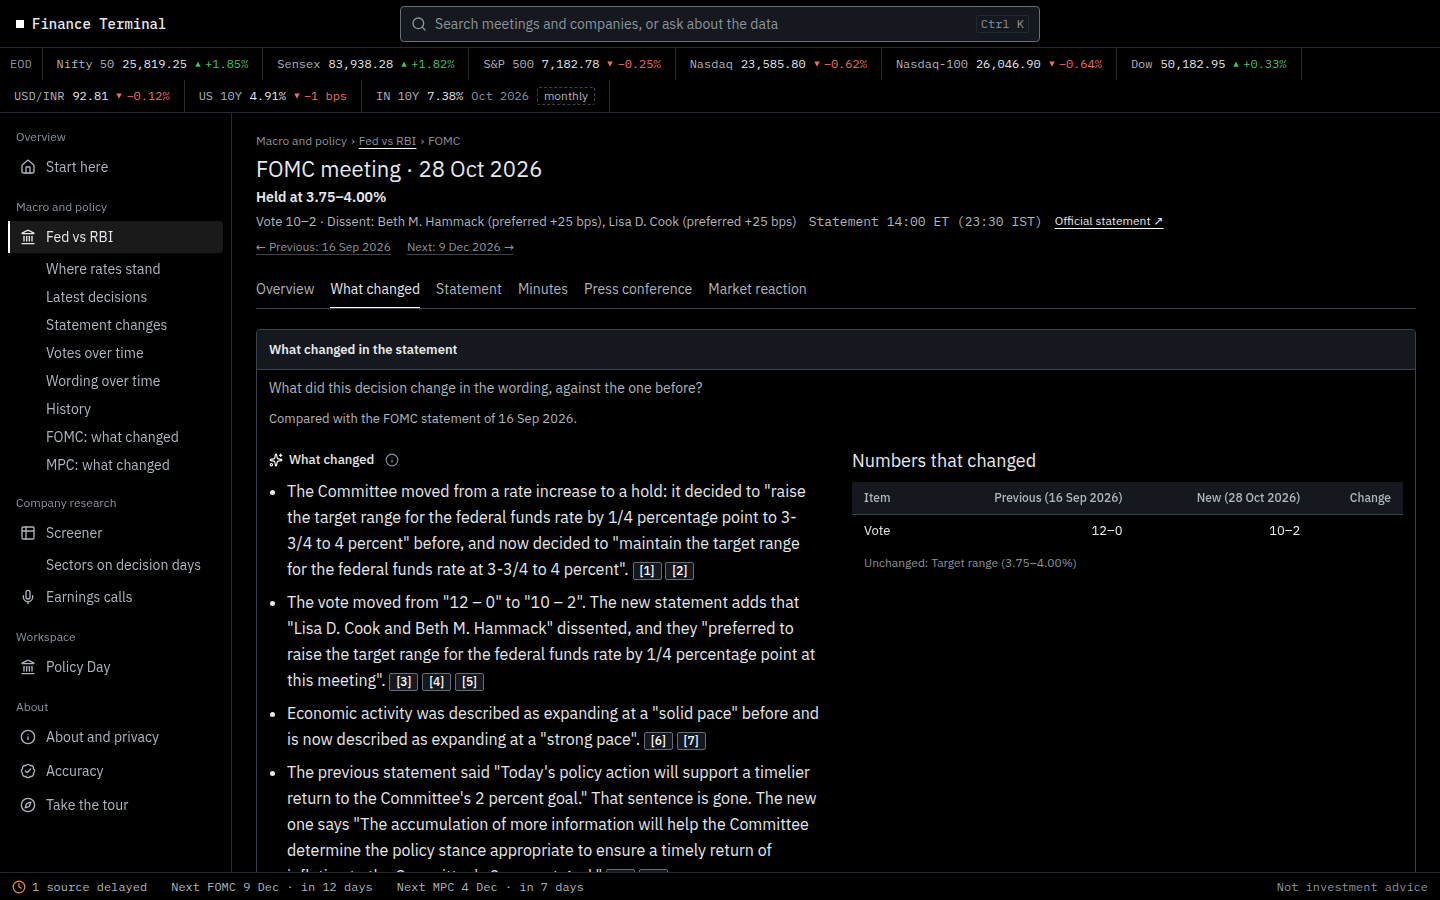 Finance Terminal
Search meetings and companies, or ask about the data
Ctrl K
EOD
Nifty 50 25,819.25 ▲ +1.85%
Sensex 83,938.28 ▲ +1.82%
S&P 500 7,182.78 ▼ −0.25%
Nasdaq 23,585.80 ▼ −0.62%
Nasdaq-100 26,046.90 ▼ −0.64%
Dow 50,182.95 ▲ +0.33%
USD/INR 92.81 ▼ −0.12%
US 10Y 4.91% ▼ −1 bps
IN 10Y 7.38% Oct 2026 monthly
Overview
Start here
Macro and policy
Fed vs RBI
Where rates stand
Latest decisions
Statement changes
Votes over time
Wording over time
History
FOMC: what changed
MPC: what changed
Company research
Screener
Sectors on decision days
Earnings calls
Workspace
Policy Day
About
About and privacy
Accuracy
Take the tour
Macro and policy › Fed vs RBI › FOMC
FOMC meeting · 28 Oct 2026
Held at 3.75–4.00%
Vote 10–2 · Dissent: Beth M. Hammack (preferred +25 bps), Lisa D. Cook (preferred +25 bps) Statement 14:00 ET (23:30 IST) Official statement ↗
← Previous: 16 Sep 2026 Next: 9 Dec 2026 →
Overview What changed Statement Minutes Press conference Market reaction
What changed in the statement
What did this decision change in the wording, against the one before?
Compared with the FOMC statement of 16 Sep 2026.
What changed
• The Committee moved from a rate increase to a hold: it decided to "raise
the target range for the federal funds rate by 1/4 percentage point to 3-
3/4 to 4 percent" before, and now decided to "maintain the target range
for the federal funds rate at 3-3/4 to 4 percent". [1] [2]
• The vote moved from "12 – 0" to "10 – 2". The new statement adds that
"Lisa D. Cook and Beth M. Hammack" dissented, and they "preferred to
raise the target range for the federal funds rate by 1/4 percentage point at
this meeting". [3] [4] [5]
• Economic activity was described as expanding at a "solid pace" before and
is now described as expanding at a "strong pace". [6] [7]
• The previous statement said "Today's policy action will support a timelier
return to the Committee's 2 percent goal." That sentence is gone. The new
one says "The accumulation of more information will help the Committee
determine the policy stance appropriate to ensure a timely return of
Numbers that changed
Item Previous (16 Sep 2026) New (28 Oct 2026) Change
Vote 12–0 10–2
Unchanged: Target range (3.75–4.00%)
1 source delayed Next FOMC 9 Dec · in 12 days Next MPC 4 Dec · in 7 days
Not investment advice